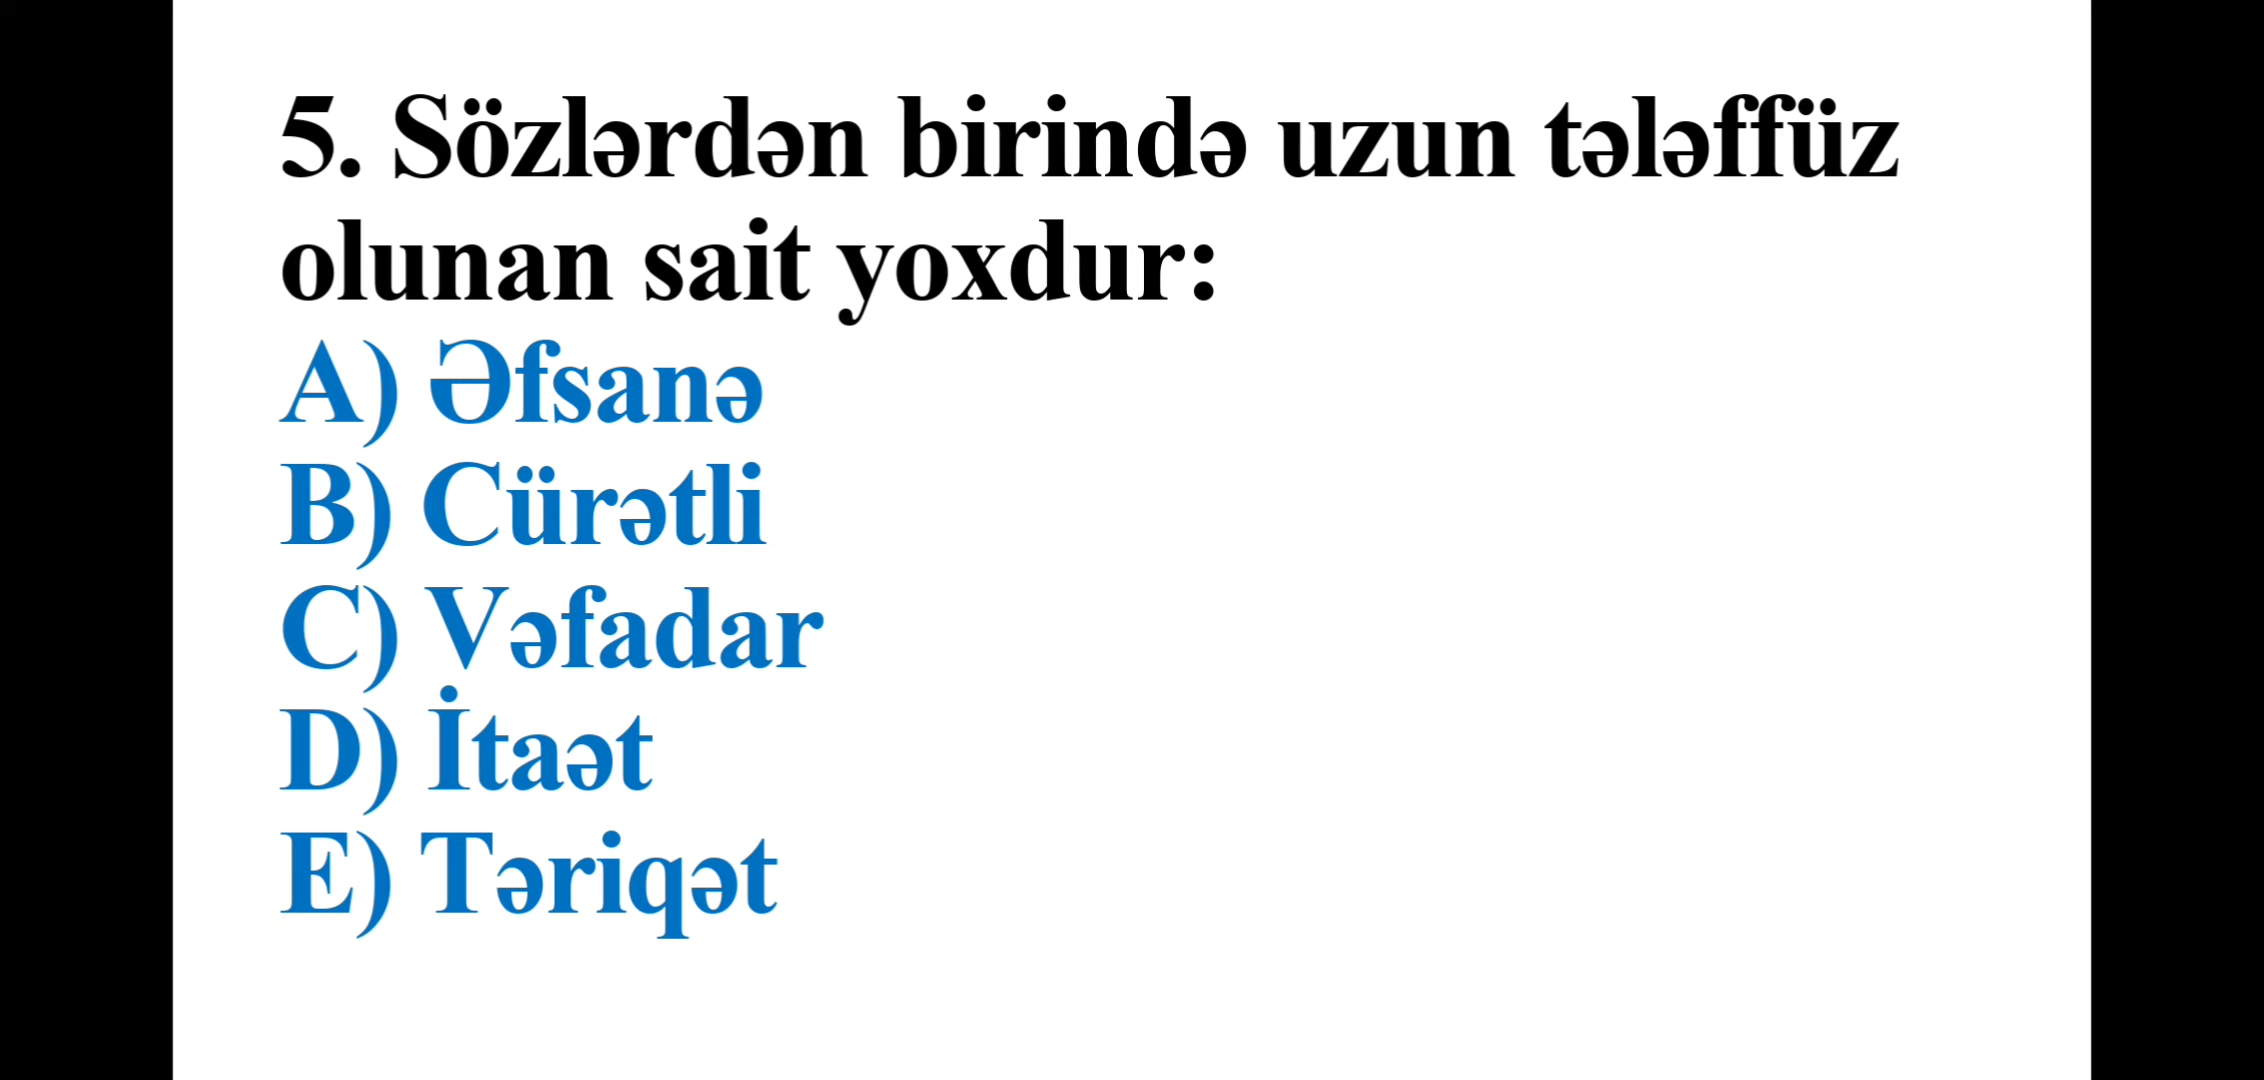 5. Sözlərdən birində uzun tələffüz
olunan sait yoxdur:
A) Əfsanə
B) Cürətli
C) Vəfadar
D) İtaət
E) Təriqət